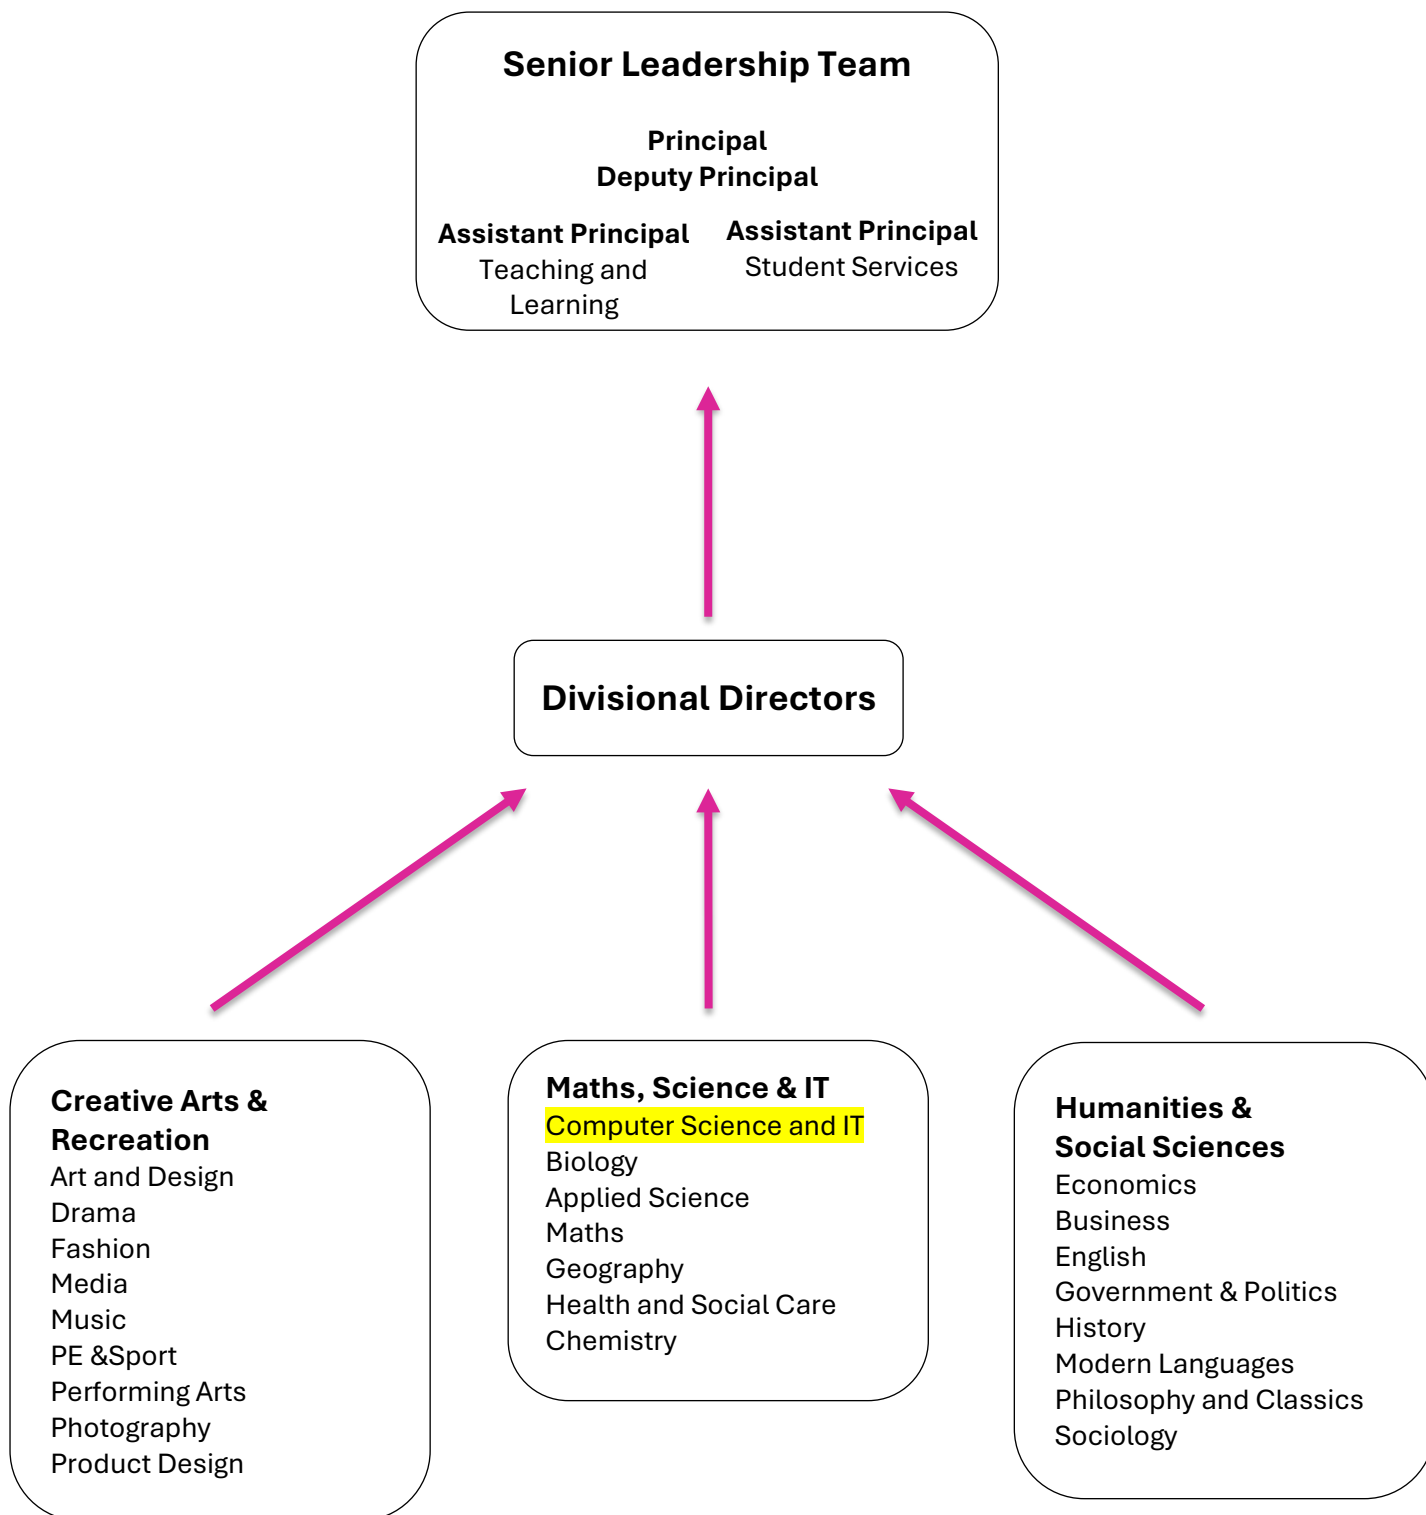 Senior Leadership Team
Principal
Deputy Principal
Assistant Principal
Teaching and
Learning
Assistant Principal
Student Services
Divisional Directors
Creative Arts &
Recreation
Art and Design
Drama
Fashion
Media
Music
PE &Sport
Performing Arts
Photography
Product Design
Maths, Science & IT
Computer Science and IT
Biology
Applied Science
Maths
Geography
Health and Social Care
Chemistry
Humanities &
Social Sciences
Economics
Business
English
Government & Politics
History
Modern Languages
Philosophy and Classics
Sociology